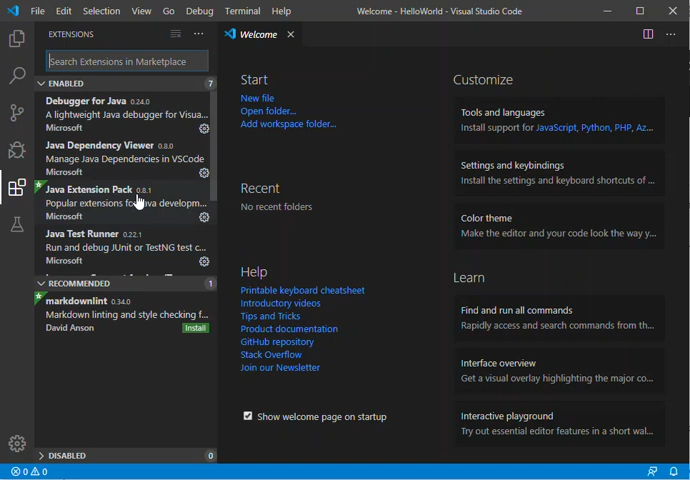 File Edit Selection View Go Debug Terminal Help
Welcome - HelloWorld - Visual Studio Code
EXTENSIONS
Search Extensions in Marketplace
ENABLED 7
Debugger for Java 0.24.0
A lightweight Java debugger for Visua...
Microsoft
Java Dependency Viewer 0.8.0
Manage Java Dependencies in VSCode
Microsoft
Java Extension Pack 0.8.1
Popular extensions for Java developm...
Microsoft
Java Test Runner 0.22.1
Run and debug JUnit or TestNG test c...
Microsoft
RECOMMENDED 1
markdownlint 0.34.0
Markdown linting and style checking f...
David Anson Install
DISABLED 0
Welcome
Start
New file
Open folder...
Add workspace folder...
Recent
No recent folders
Help
Printable keyboard cheatsheet
Introductory videos
Tips and Tricks
Product documentation
GitHub repository
Stack Overflow
Join our Newsletter
Show welcome page on startup
Customize
Tools and languages
Install support for JavaScript, Python, PHP, Az...
Settings and keybindings
Install the settings and keyboard shortcuts of ...
Color theme
Make the editor and your code look the way y...
Learn
Find and run all commands
Rapidly access and search commands from th...
Interface overview
Get a visual overlay highlighting the major co...
Interactive playground
Try out essential editor features in a short wal...
0 0